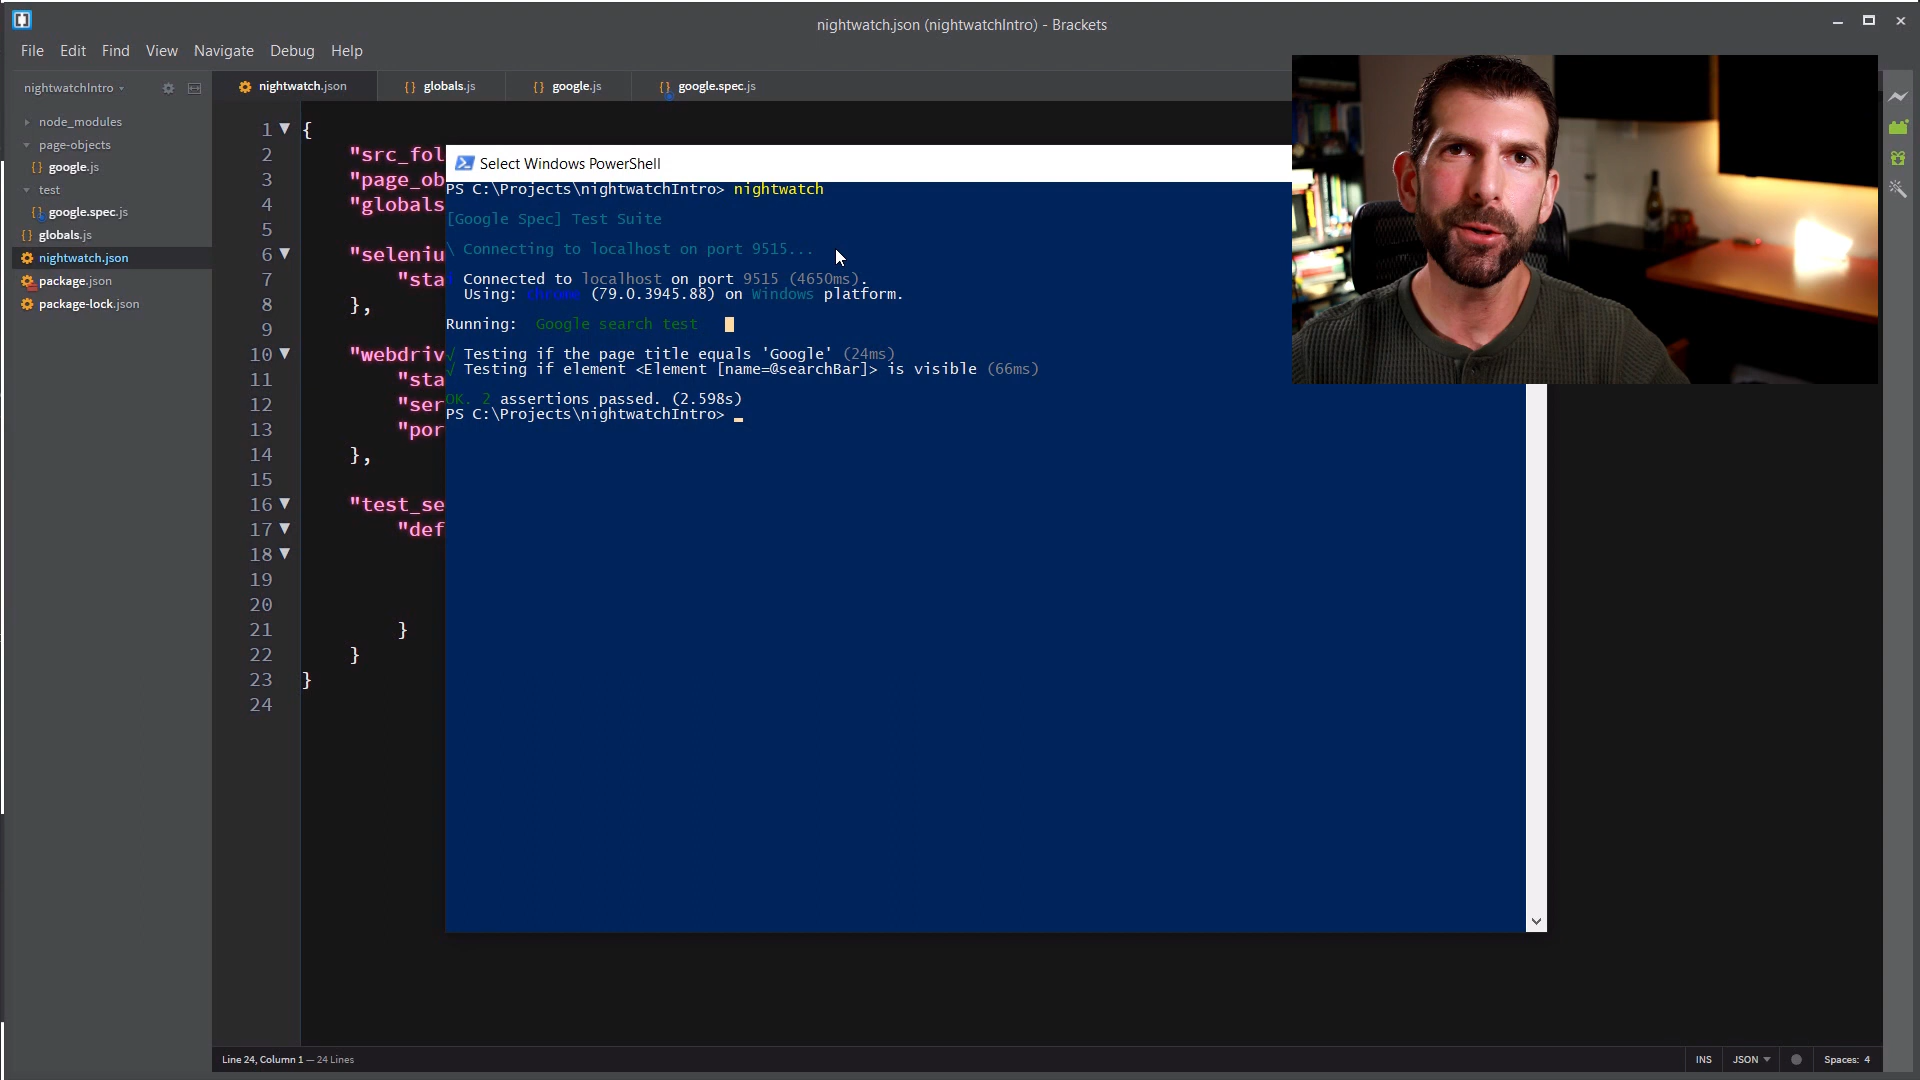 nightwatch.json (nightwatchIntro) - Brackets
File Edit Find View Navigate Debug Help
nightwatchIntro
node_modules
page-objects
google.js
test
google.spec.js
globals.js
nightwatch.json
package.json
package-lock.json
nightwatch.json globals.js google.js google.spec.js
1 {
2 "src_fol
3 "page_ob
4 "globals
5
6 "seleniu
7 "sta
8 },
9
10 "webdriv
11 "sta
12 "ser
13 "por
14 },
15
16 "test_se
17 "def
18
19
20
21 }
22 }
23 }
24
Select Windows PowerShell
PS C:\Projects\nightwatchIntro> nightwatch
[Google Spec] Test Suite
\ Connecting to localhost on port 9515...
Connected to localhost on port 9515 (4650ms).
Using: chrome (79.0.3945.88) on Windows platform.
Running: Google search test
√ Testing if the page title equals 'Google' (24ms)
√ Testing if element <Element [name=@searchBar]> is visible (66ms)
OK. 2 assertions passed. (2.598s)
PS C:\Projects\nightwatchIntro> _
Line 24, Column 1 — 24 Lines
INS JSON Spaces: 4